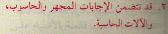 ٢. قد تتضمن الإجابات المجهر والحاسوب،
والآلات الحاسبة.